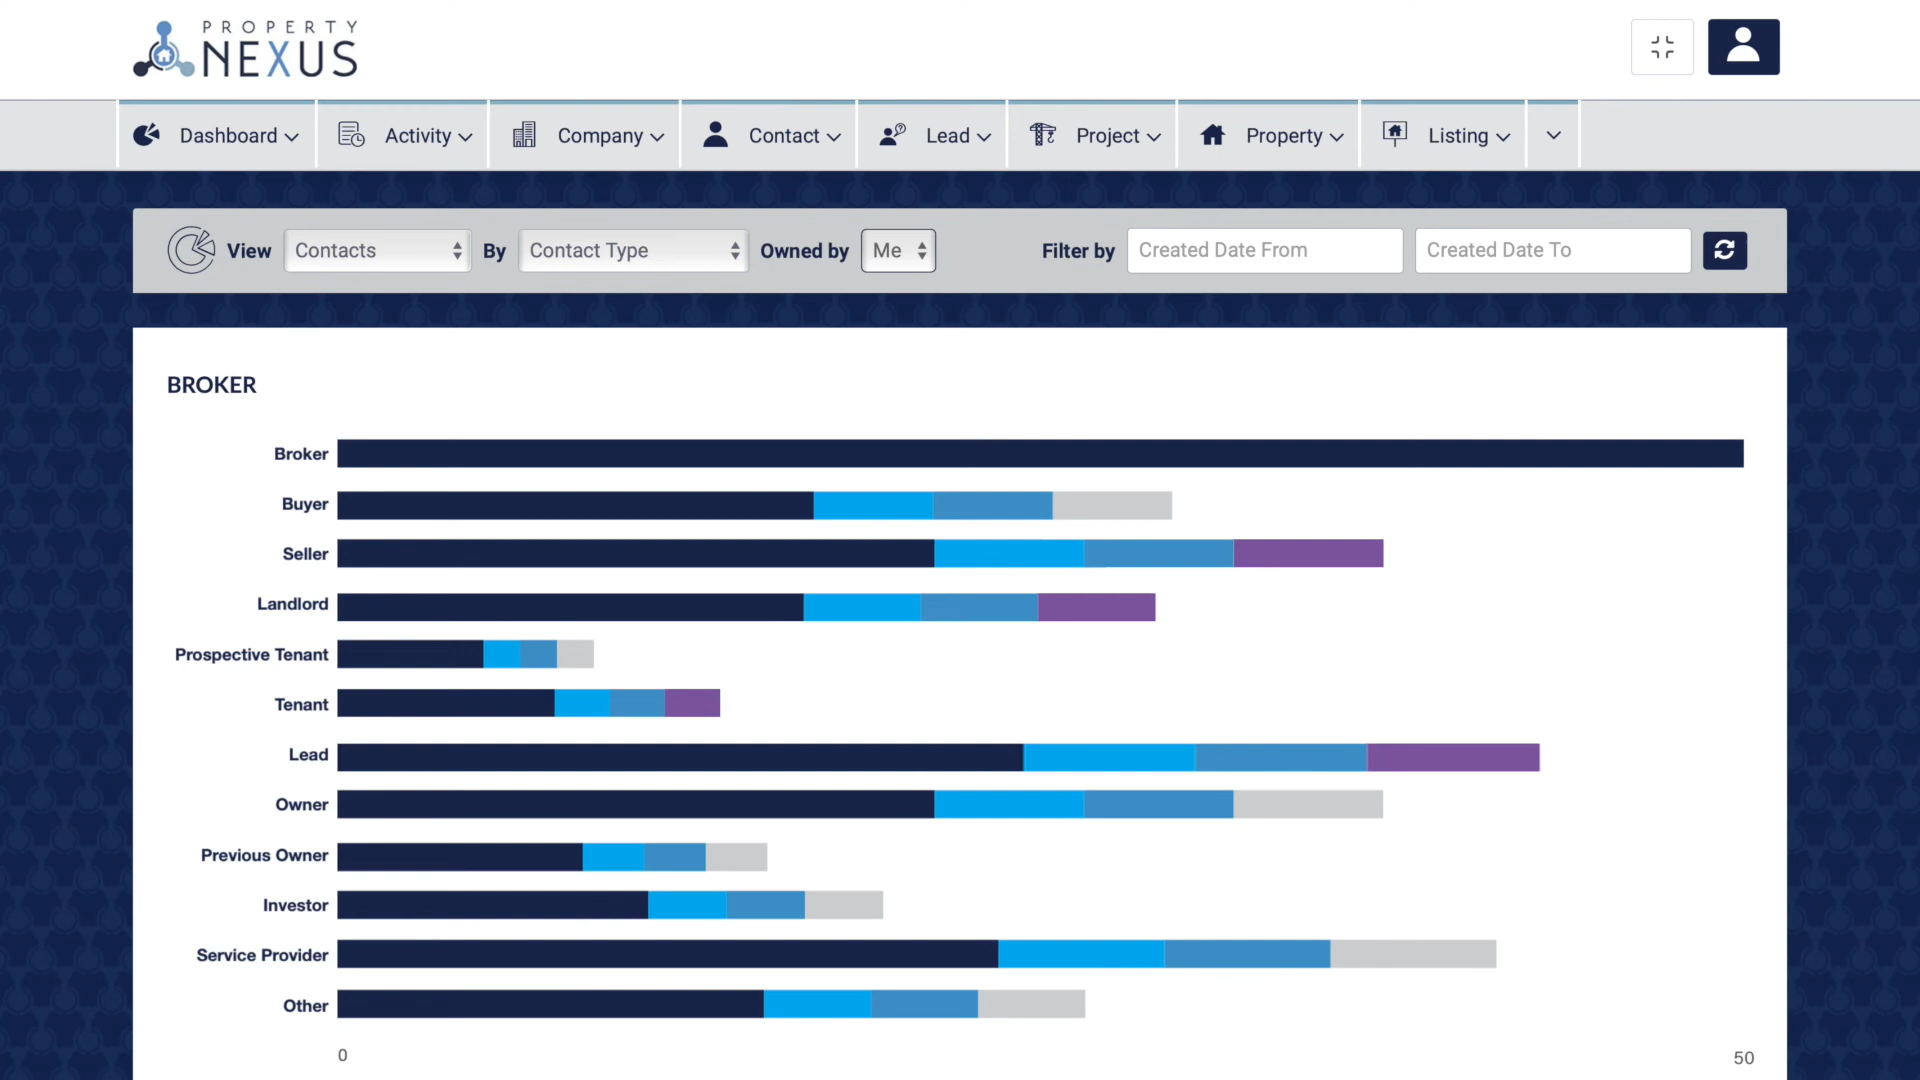 PROPERTY
NEXUS
Dashboard
Activity
Company
Contact
Lead
Project
Property
Listing
View Contacts By Contact Type Owned by Me Filter by Created Date From Created Date To
BROKER
Broker
Buyer
Seller
Landlord
Prospective Tenant
Tenant
Lead
Owner
Previous Owner
Investor
Service Provider
Other
0 50